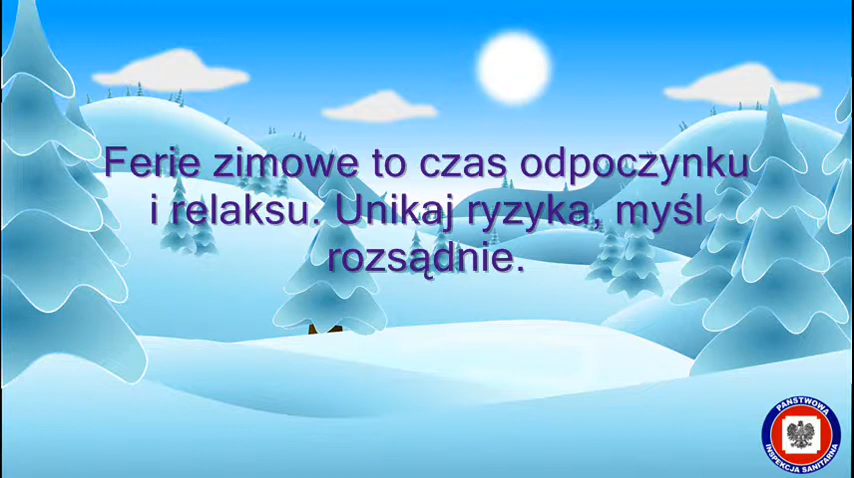 Ferie zimowe to czas odpoczynku
i relaksu. Unikaj ryzyka, myśl
rozsądnie.
PAŃSTWOWA
INSPEKCJA SANITARNA